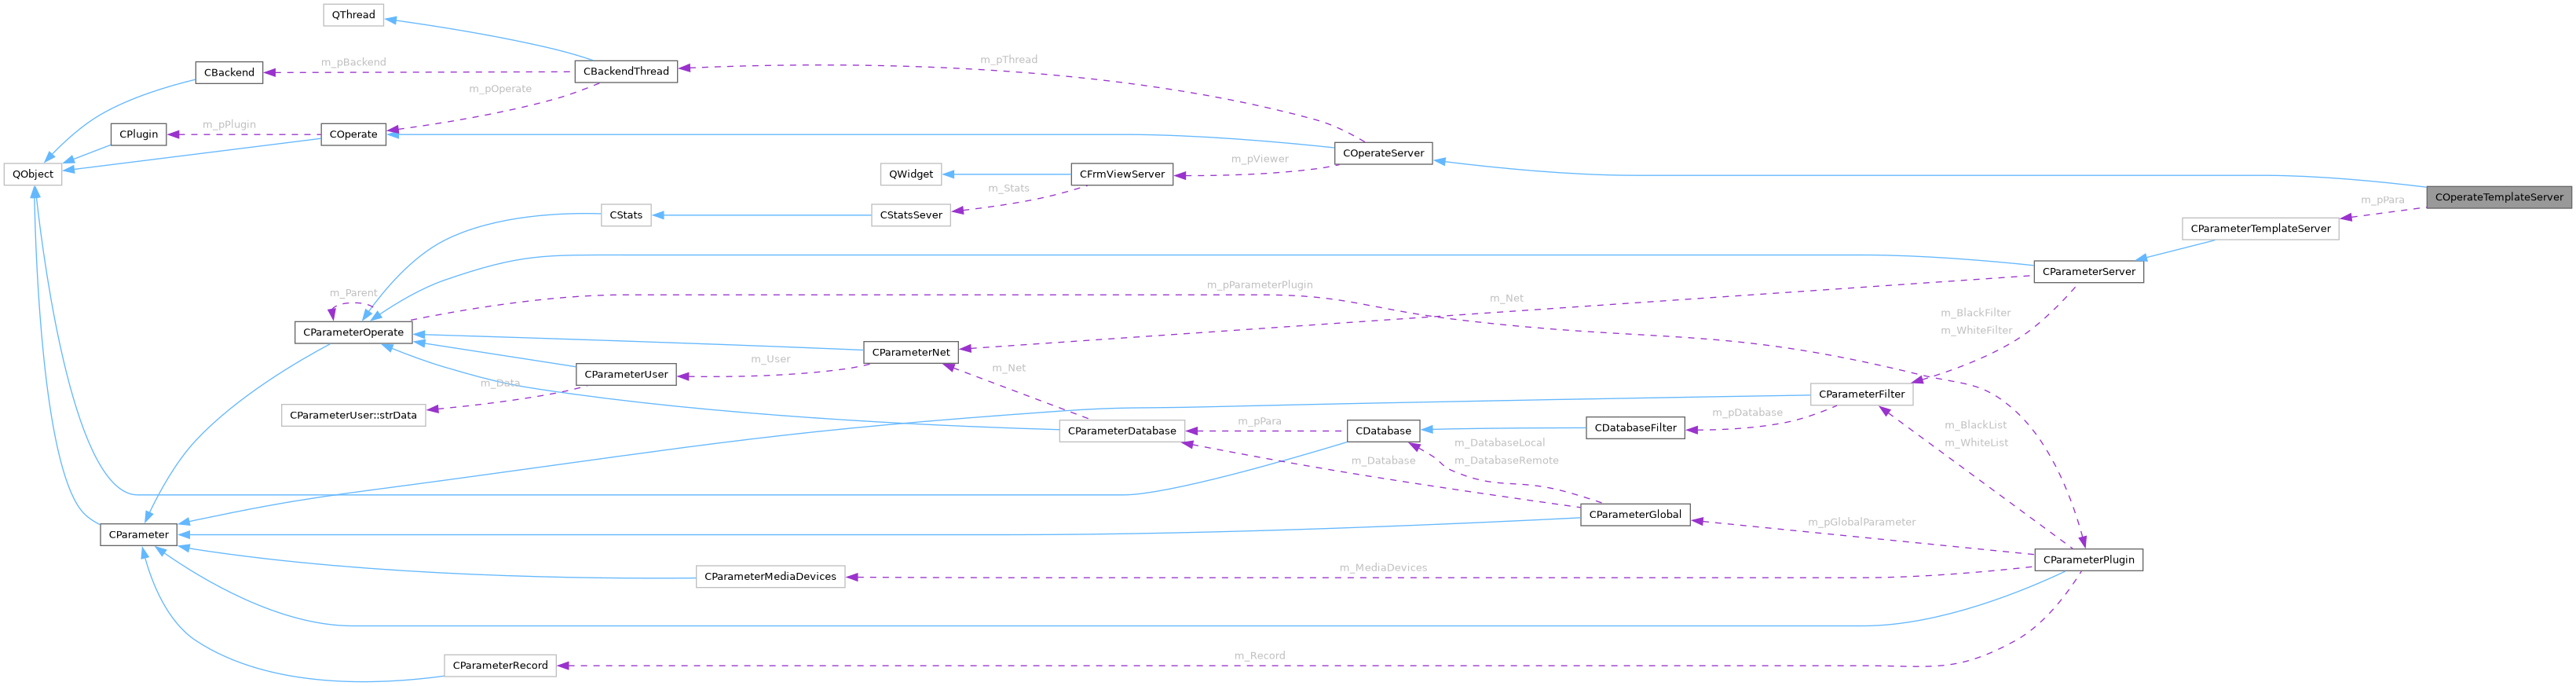 QThread
m_pThread
CBackend
m_pBackend
CBackendThread
m_pOperate
m_pPlugin
CPlugin
COperate
COperateServer
m_pViewer
QObject
QWidget
CFrmViewServer
m_Stats
COperateTemplateServer
m_pPara
CStats
CStatsSever
CParameterTemplateServer
CParameterServer
m_pParameterPlugin
m_Parent
m_Net
m_BlackFilter
m_WhiteFilter
CParameterOperate
CParameterNet
m_User
m_Net
CParameterUser
m_Data
CParameterFilter
CParameterUser::strData
m_pDatabase
m_pPara
CParameterDatabase
CDatabase
CDatabaseFilter
m_BlackList
m_WhiteList
m_DatabaseLocal
m_DatabaseRemote
m_Database
CParameterGlobal
m_pGlobalParameter
CParameter
CParameterPlugin
m_MediaDevices
CParameterMediaDevices
m_Record
CParameterRecord